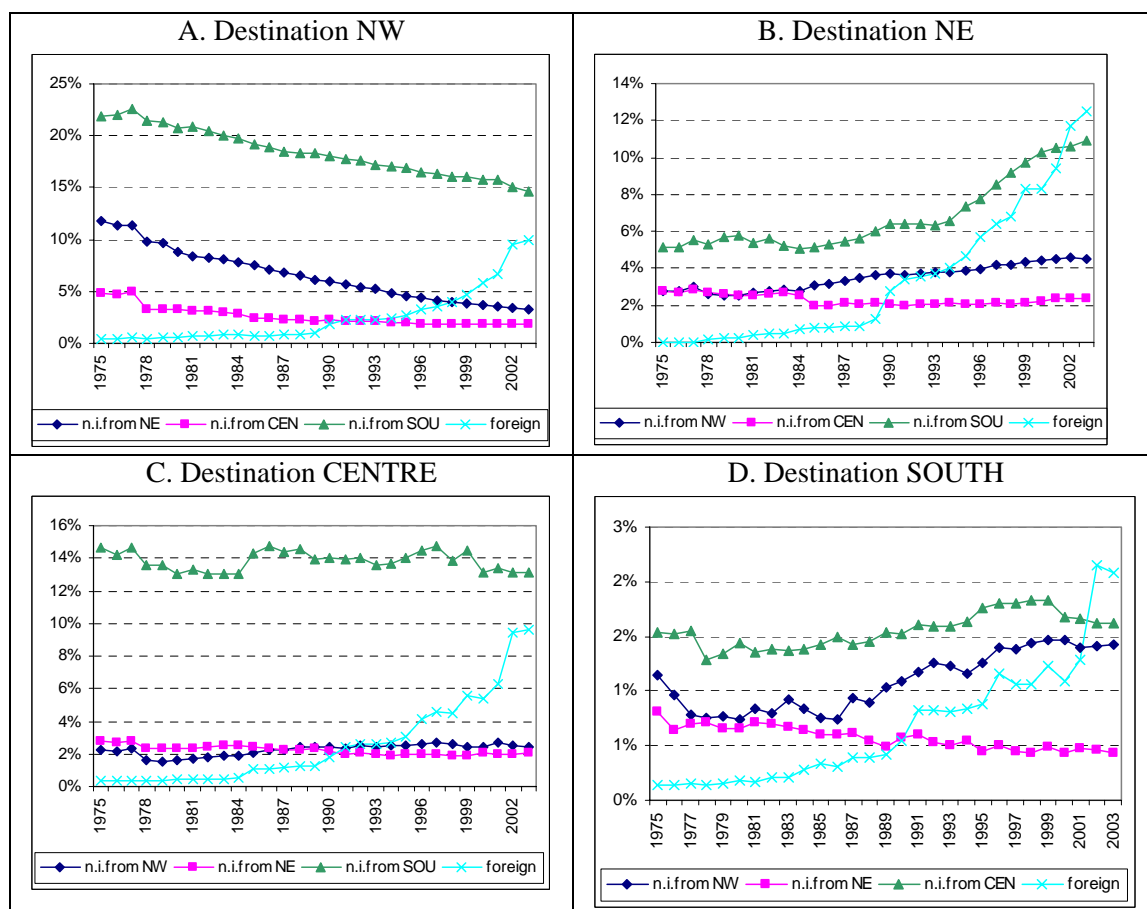 A. Destination NW
25%
20%
15%
10%
5%
0%
1975 1978 1981 1984 1987 1990 1993 1996 1999 2002
n.i.from NE n.i.from CEN n.i.from SOU foreign
B. Destination NE
14%
12%
10%
8%
6%
4%
2%
0%
1975 1978 1981 1984 1987 1990 1993 1996 1999 2002
n.i.from NW n.i.from CEN n.i.from SOU foreign
C. Destination CENTRE
16%
14%
12%
10%
8%
6%
4%
2%
0%
1975 1978 1981 1984 1987 1990 1993 1996 1999 2002
n.i.from NW n.i.from NE n.i.from SOU foreign
D. Destination SOUTH
3%
2%
2%
1%
1%
0%
1975 1977 1979 1981 1983 1985 1987 1989 1991 1993 1995 1997 1999 2001 2003
n.i.from NW n.i.from NE n.i.from CEN foreign